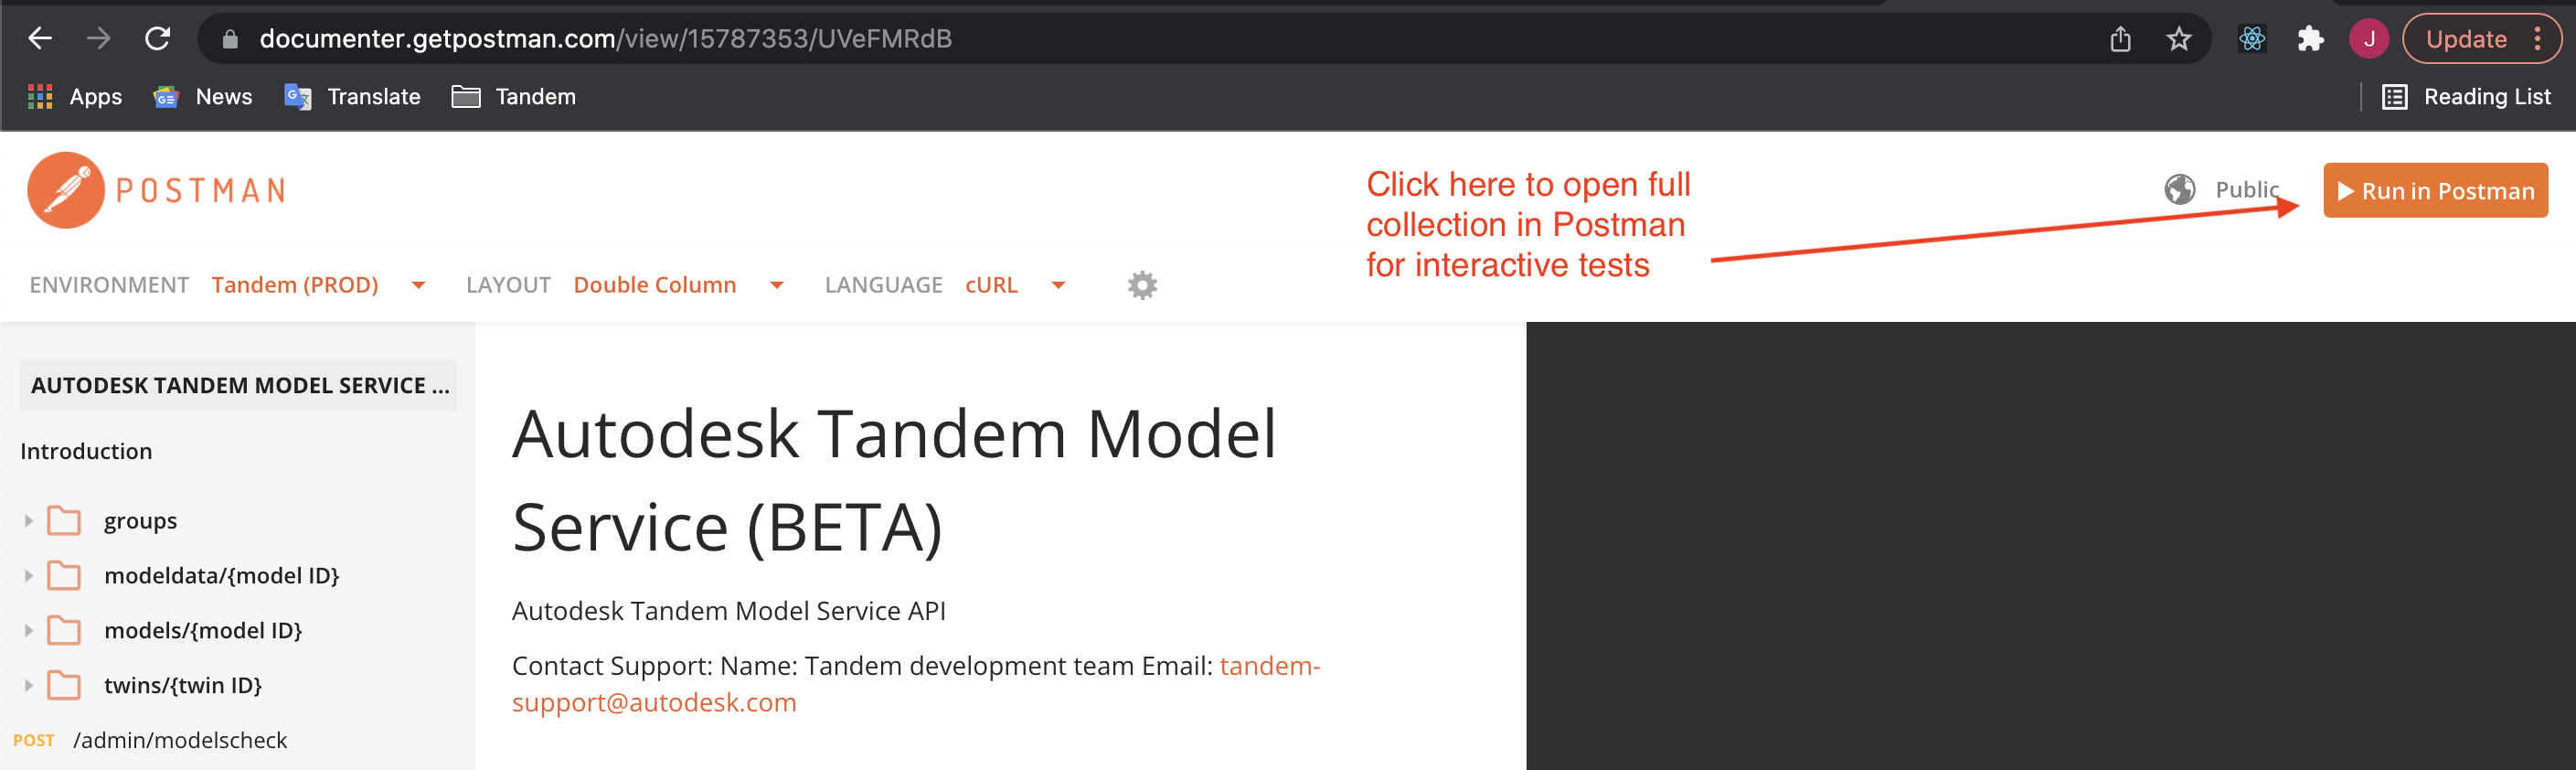 documenter.getpostman.com/view/15787353/UVeFMRdB
J
Update
Apps
News
Translate
Tandem
Reading List
POSTMAN
Click here to open full
collection in Postman
for interactive tests
Public
Run in Postman
ENVIRONMENT Tandem (PROD) LAYOUT Double Column LANGUAGE cURL
AUTODESK TANDEM MODEL SERVICE ...
Introduction
groups
modeldata/{model ID}
models/{model ID}
twins/{twin ID}
POST /admin/modelscheck
Autodesk Tandem Model
Service (BETA)
Autodesk Tandem Model Service API
Contact Support: Name: Tandem development team Email: tandem-
support@autodesk.com